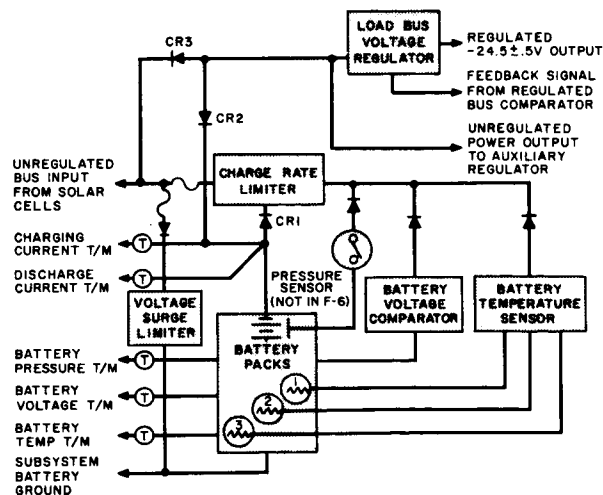 LOAD BUS
VOLTAGE
REGULATOR
REGULATED
-24.5±.5V OUTPUT
FEEDBACK SIGNAL
FROM REGULATED
BUS COMPARATOR
CR3
CR2
UNREGULATED
POWER OUTPUT
TO AUXILIARY
REGULATOR
UNREGULATED
BUS INPUT
FROM SOLAR
CELLS
CHARGE RATE
LIMITER
CR1
CHARGING
CURRENT T/M
T
DISCHARGE
CURRENT T/M
T
PRESSURE
SENSOR
(NOT IN F-6)
VOLTAGE
SURGE
LIMITER
BATTERY
VOLTAGE
COMPARATOR
BATTERY
TEMPERATURE
SENSOR
BATTERY
PACKS
BATTERY
PRESSURE T/M
T
BATTERY
VOLTAGE T/M
T
BATTERY
TEMP T/M
T
1
2
3
SUBSYSTEM
BATTERY
GROUND